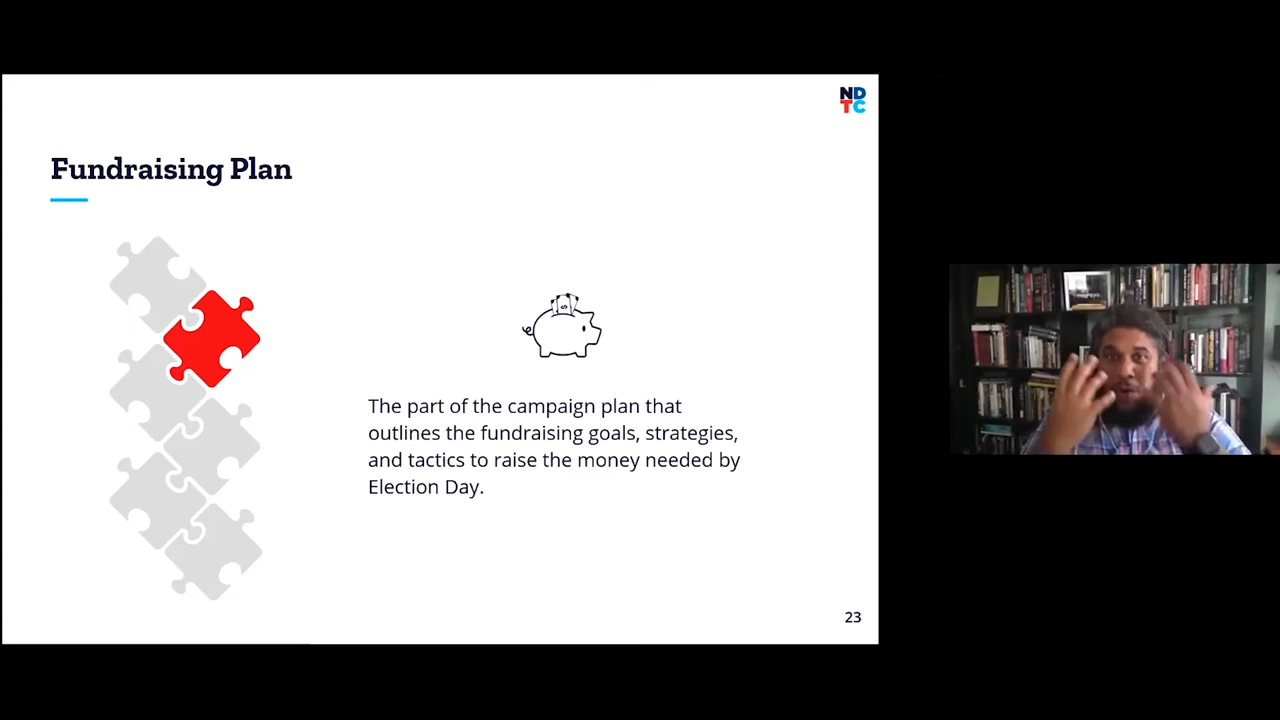 ND
TC
Fundraising Plan
The part of the campaign plan that
outlines the fundraising goals, strategies,
and tactics to raise the money needed by
Election Day.
23